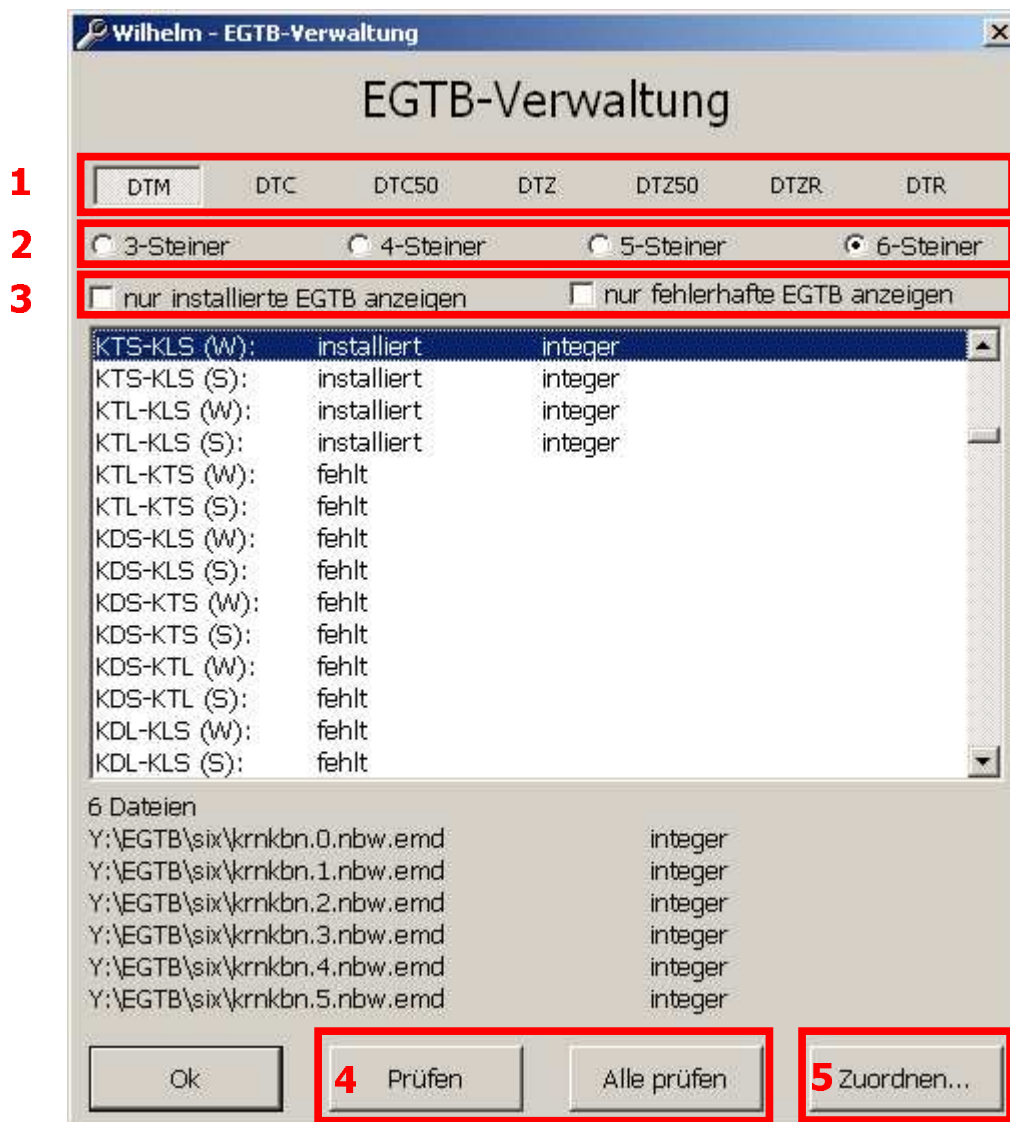 Wilhelm - EGTB-Verwaltung
EGTB-Verwaltung
1 DTM DTC DTC50 DTZ DTZ50 DTZR DTR
2 3-Steiner 4-Steiner 5-Steiner 6-Steiner
3 nur installierte EGTB anzeigen nur fehlerhafte EGTB anzeigen
KTS-KLS (W): installiert integer
KTS-KLS (S): installiert integer
KTL-KLS (W): installiert integer
KTL-KLS (S): installiert integer
KTL-KTS (W): fehlt
KTL-KTS (S): fehlt
KDS-KLS (W): fehlt
KDS-KLS (S): fehlt
KDS-KTS (W): fehlt
KDS-KTS (S): fehlt
KDS-KTL (W): fehlt
KDS-KTL (S): fehlt
KDL-KLS (W): fehlt
KDL-KLS (S): fehlt
6 Dateien
Y:\EGTB\six\krnkbn.0.nbw.emd integer
Y:\EGTB\six\krnkbn.1.nbw.emd integer
Y:\EGTB\six\krnkbn.2.nbw.emd integer
Y:\EGTB\six\krnkbn.3.nbw.emd integer
Y:\EGTB\six\krnkbn.4.nbw.emd integer
Y:\EGTB\six\krnkbn.5.nbw.emd integer
Ok 4 Prüfen Alle prüfen 5 Zuordnen...